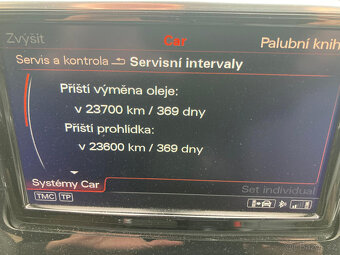 Zvýšit
Car
Palubní knih
Servis a kontrola Servisní intervaly
Příští výměna oleje:
v 23700 km / 369 dny
Příští prohlídka:
v 23600 km / 369 dny
Systémy Car
Set individual
TMC TP